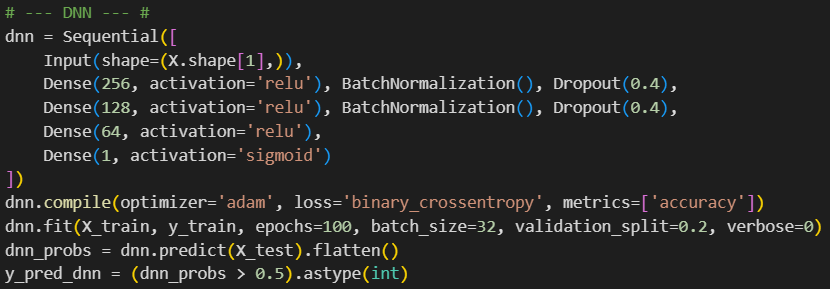 # --- DNN --- #
dnn = Sequential([
    Input(shape=(X.shape[1],)),
    Dense(256, activation='relu'), BatchNormalization(), Dropout(0.4),
    Dense(128, activation='relu'), BatchNormalization(), Dropout(0.4),
    Dense(64, activation='relu'),
    Dense(1, activation='sigmoid')
])
dnn.compile(optimizer='adam', loss='binary_crossentropy', metrics=['accuracy'])
dnn.fit(X_train, y_train, epochs=100, batch_size=32, validation_split=0.2, verbose=0)
dnn_probs = dnn.predict(X_test).flatten()
y_pred_dnn = (dnn_probs > 0.5).astype(int)